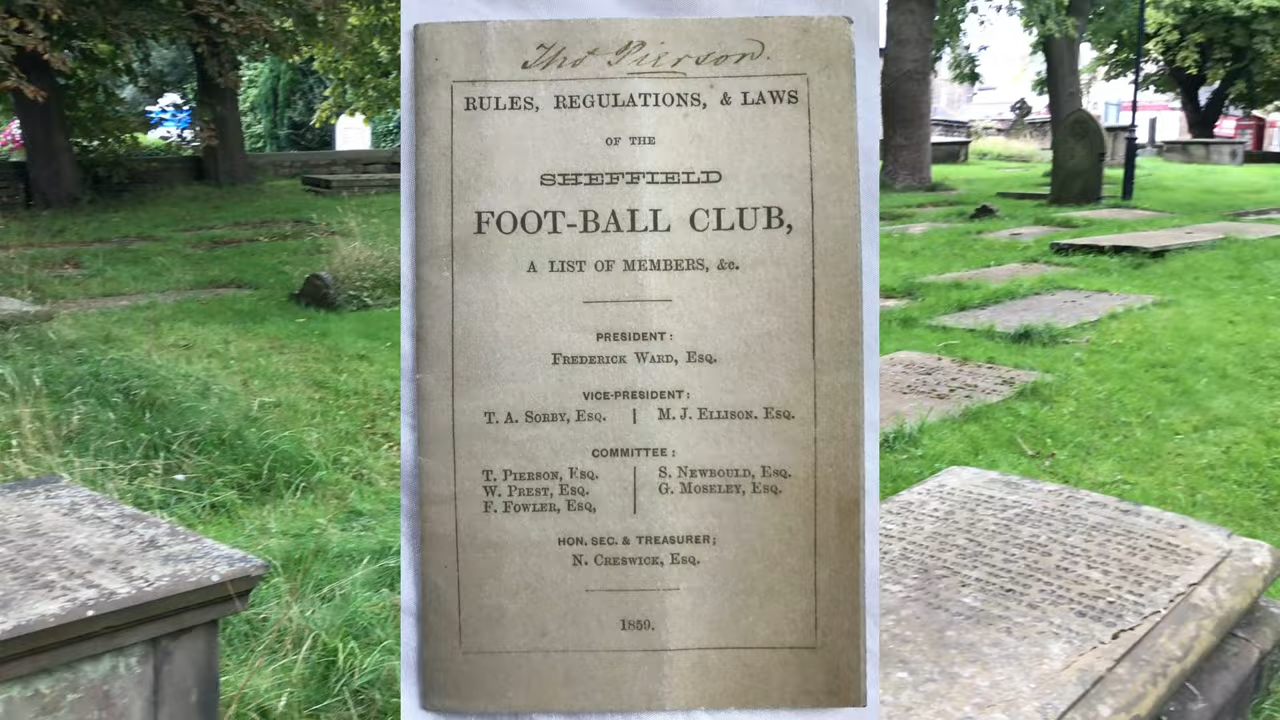 Thos Pierson.
RULES, REGULATIONS, & LAWS
OF THE
SHEFFIELD
FOOT-BALL CLUB,
A LIST OF MEMBERS, &c.
PRESIDENT:
FREDERICK WARD, ESQ.
VICE-PRESIDENT:
T. A. SORBY, ESQ. | M. J. ELLISON. ESQ.
COMMITTEE:
T. PIERSON, ESQ. | S. NEWBOULD, ESQ.
W. PREST, ESQ. | G. MOSELEY, ESQ.
F. FOWLER, ESQ,
HON. SEC. & TREASURER;
N. CRESWICK, ESQ.
1859.